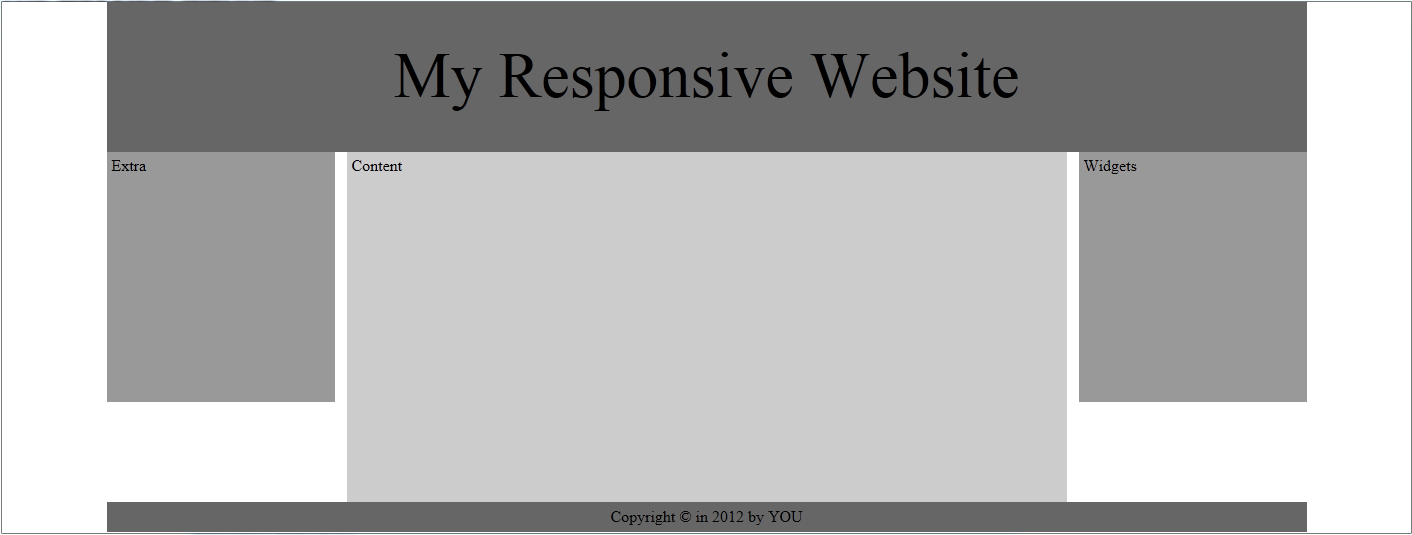 My Responsive Website
Extra
Content
Widgets
Copyright © in 2012 by YOU